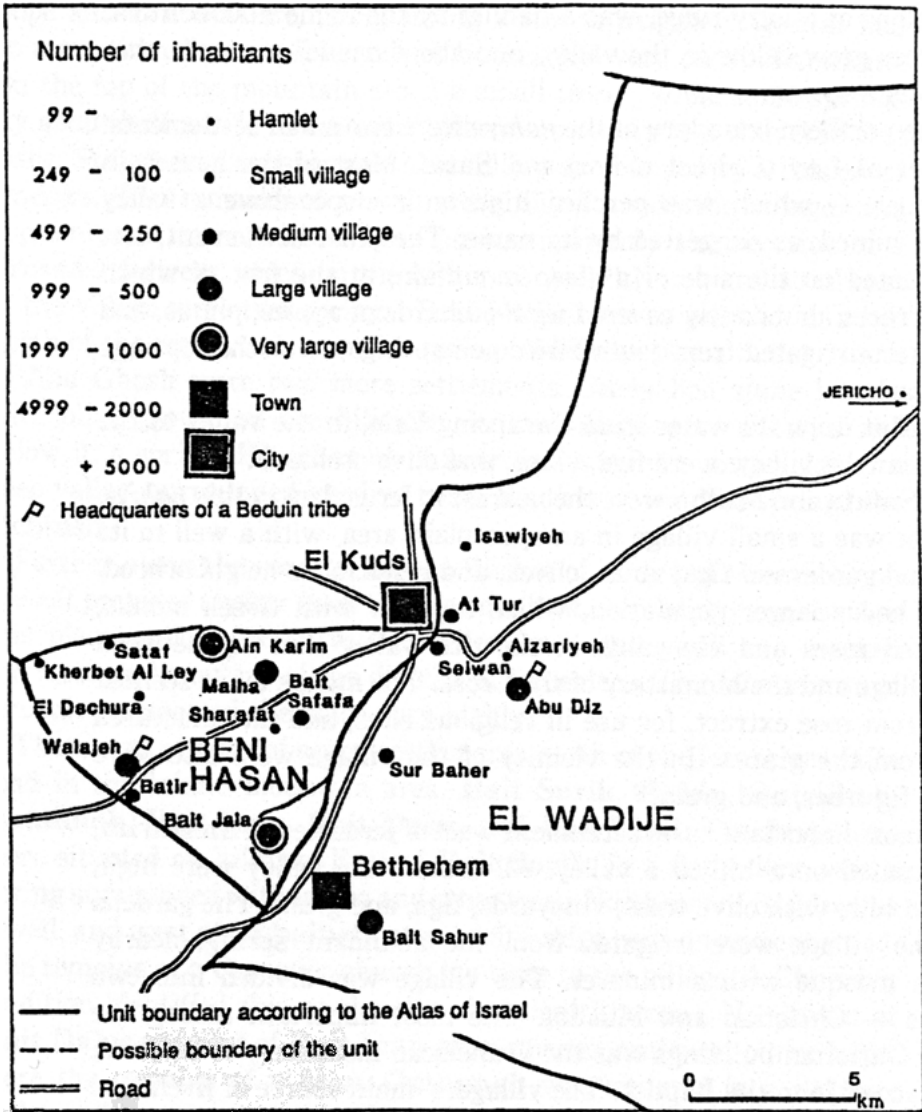 Number of inhabitants
99 - Hamlet
249 - 100 Small village
499 - 250 Medium village
999 - 500 Large village
1999 - 1000 Very large village
4999 - 2000 Town
+ 5000 City
Headquarters of a Beduin tribe
JERICHO
Isawiyeh
El Kuds
At Tur
Sataf
Ain Karim
Selwan
Alzariyeh
Kherbet Al Ley
Malha
Bait
Safafa
El Dechura
Sharafat
Abu Diz
Walajeh
BENI
HASAN
Sur Baher
Batir
EL WADIJE
Bait Jala
Bethlehem
Bait Sahur
Unit boundary according to the Atlas of Israel
Possible boundary of the unit
Road
0 5
km